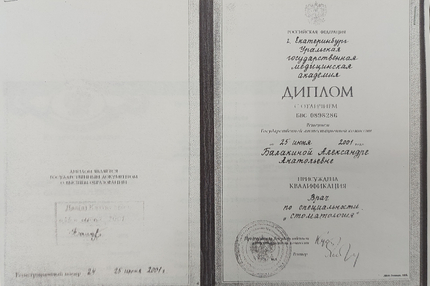 ДИПЛОМ ЯВЛЯЕТСЯ
ГОСУДАРСТВЕННЫМ ДОКУМЕНТОМ
О ВЫСШЕМ ОБРАЗОВАНИИ
Регистрационный номер 24 25 июня 2001 г.
РОССИЙСКАЯ ФЕДЕРАЦИЯ
г. Екатеринбург
Уральская
государственная
медицинская
академия
ДИПЛОМ
С ОТЛИЧИЕМ
БВС 0898286
Решением
Государственной аттестационной комиссии
от 25 июня 2001 года
Балакиной Александре
Анатольевне
ПРИСУЖДЕНА
КВАЛИФИКАЦИЯ
Врач
по специальности
„стоматология"